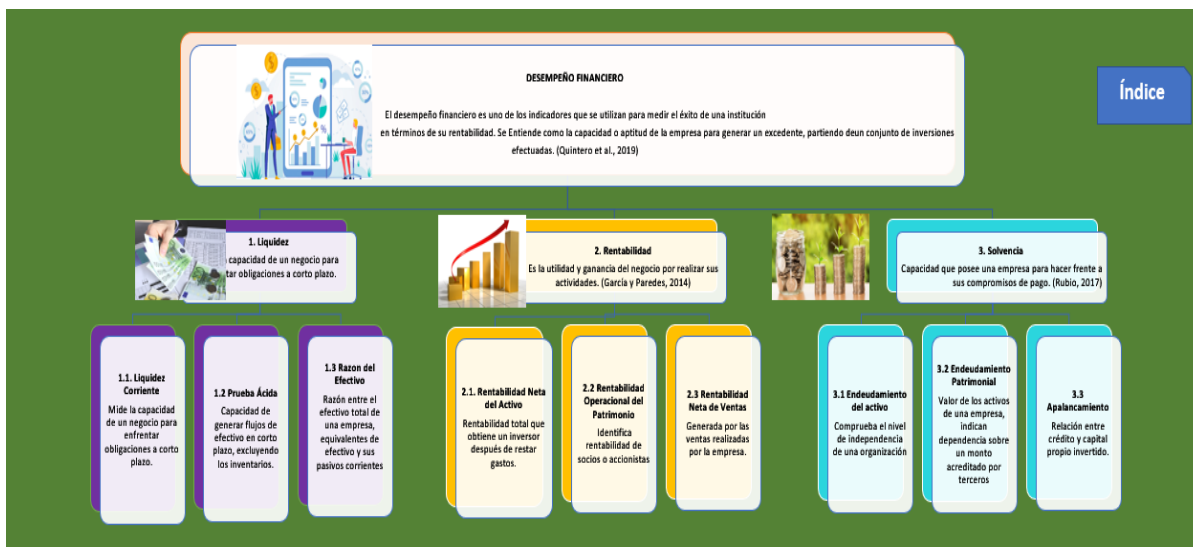 DESEMPEÑO FINANCIERO
El desempeño financiero es uno de los indicadores que se utilizan para medir el éxito de una institución
en términos de su rentabilidad. Se Entiende como la capacidad o aptitud de la empresa para generar un excedente, partiendo deun conjunto de inversiones
efectuadas. (Quintero et al., 2019)
Índice
1. Liquidez
capacidad de un negocio para
obligaciones a corto plazo.
2. Rentabilidad
Es la utilidad y ganancia del negocio por realizar sus
actividades. (García y Paredes, 2014)
3. Solvencia
Capacidad que posee una empresa para hacer frente a
sus compromisos de pago. (Rubio, 2017)
1.1. Liquidez
Corriente
Mide la capacidad
de un negocio para
enfrentar
obligaciones a corto
plazo.
1.2 Prueba Ácida
Capacidad de
generar flujos de
efectivo en corto
plazo, excluyendo
los inventarios.
1.3 Razon del
Efectivo
Razón entre el
efectivo total de
una empresa,
equivalentes de
efectivo y sus
pasivos corrientes
2.1. Rentabilidad Neta
del Activo
Rentabilidad total que
obtiene un inversor
después de restar
gastos.
2.2 Rentabilidad
Operacional del
Patrimonio
Identifica
rentabilidad de
socios o accionistas
2.3 Rentabilidad
Neta de Ventas
Generada por las
ventas realizadas
por la empresa.
3.1 Endeudamiento
del activo
Comprueba el nivel
de independencia
de una organización
3.2 Endeudamiento
Patrimonial
Valor de los activos
de una empresa,
indican
dependencia sobre
un monto
acreditado por
terceros
3.3
Apalancamiento
Relación entre
crédito y capital
propio invertido.